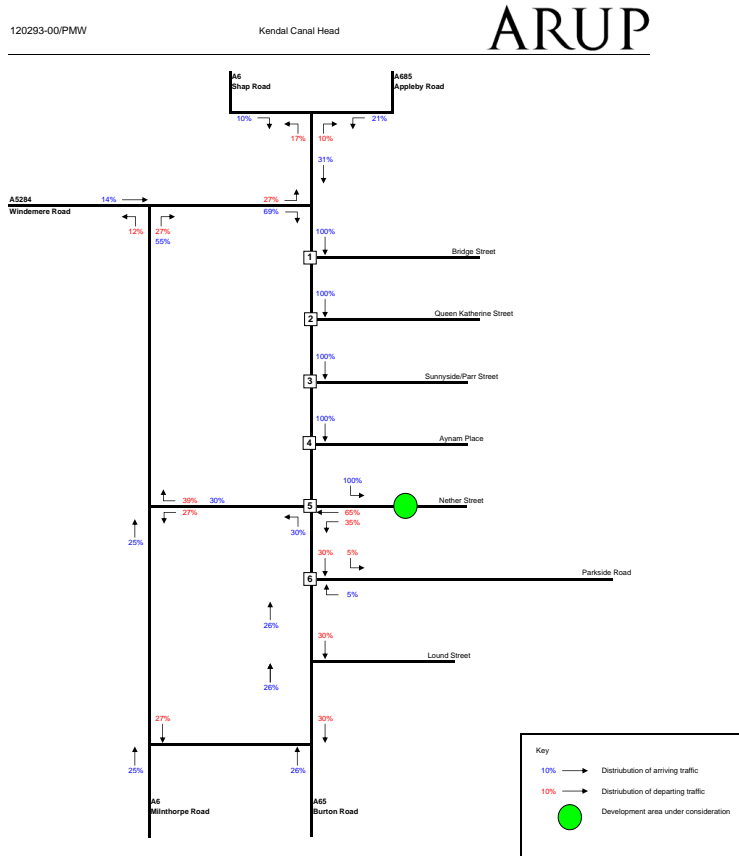 120293-00/PMW
Kendal Canal Head
ARUP
A6
Shap Road
A685
Appleby Road
10%
21%
17%
10%
31%
A5284
Windemere Road
14%
27%
69%
12%
27%
55%
100%
1
Bridge Street
100%
2
Queen Katherine Street
100%
3
Sunnyside/Parr Street
100%
4
Aynam Place
100%
39%
30%
5
Nether Street
27%
65%
35%
30%
25%
30%
5%
6
Parkside Road
5%
26%
30%
Lound Street
26%
27%
30%
25%
26%
A6
Milnthorpe Road
A65
Burton Road
Key
10%
Distriubution of arriving traffic
10%
Distriubution of departing traffic
Development area under consideration